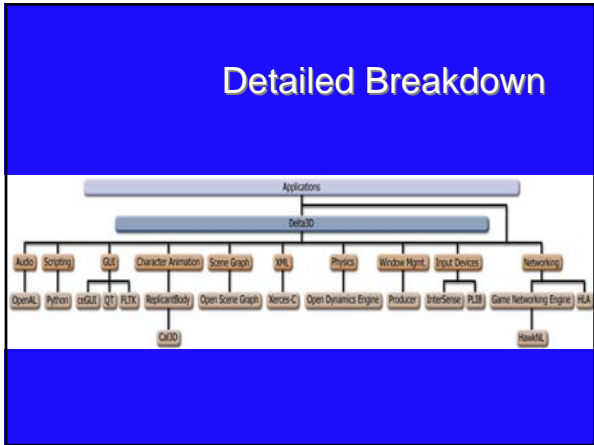 Detailed Breakdown
Applications
Delta3D
Audio Scripting GUI Character Animation Scene Graph XML Physics Window Mgmt. Input Devices Networking
OpenAL Python ceGUI QT FLTK ReplicantBody Open Scene Graph Xerces-C Open Dynamics Engine Producer InterSense PLIB Game Networking Engine HLA
Cal3D HawkNL